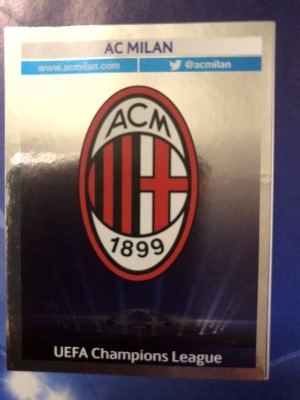 AC MILAN
www.acmilan.com @acmilan
ACM
1899
UEFA Champions League